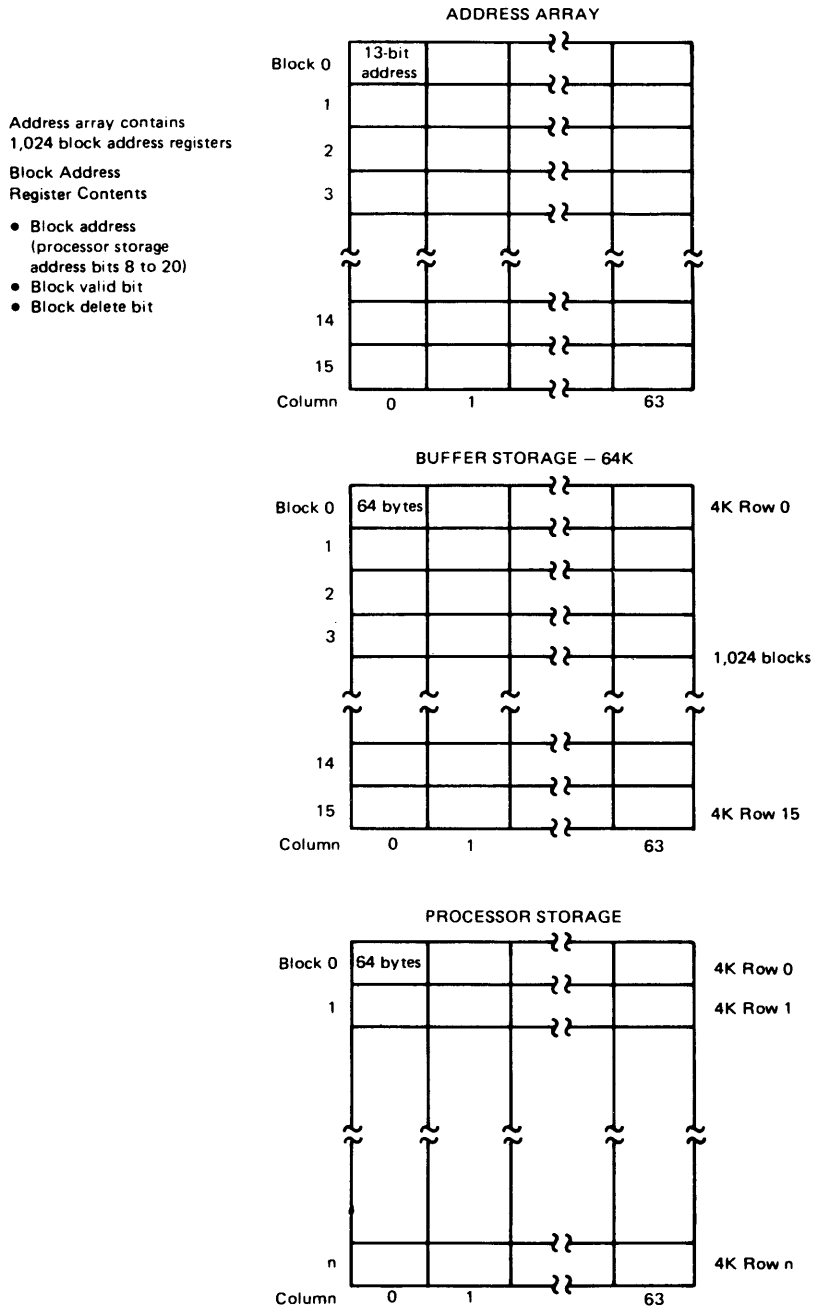 ADDRESS ARRAY
Block 0
13-bit
address
1
2
3
14
15
Column 0 1 63
Address array contains
1,024 block address registers
Block Address
Register Contents
● Block address
(processor storage
address bits 8 to 20)
● Block valid bit
● Block delete bit
BUFFER STORAGE – 64K
Block 0 64 bytes 4K Row 0
1
2
3
1,024 blocks
14
15 4K Row 15
Column 0 1 63
PROCESSOR STORAGE
Block 0 64 bytes 4K Row 0
1 4K Row 1
n 4K Row n
Column 0 1 63